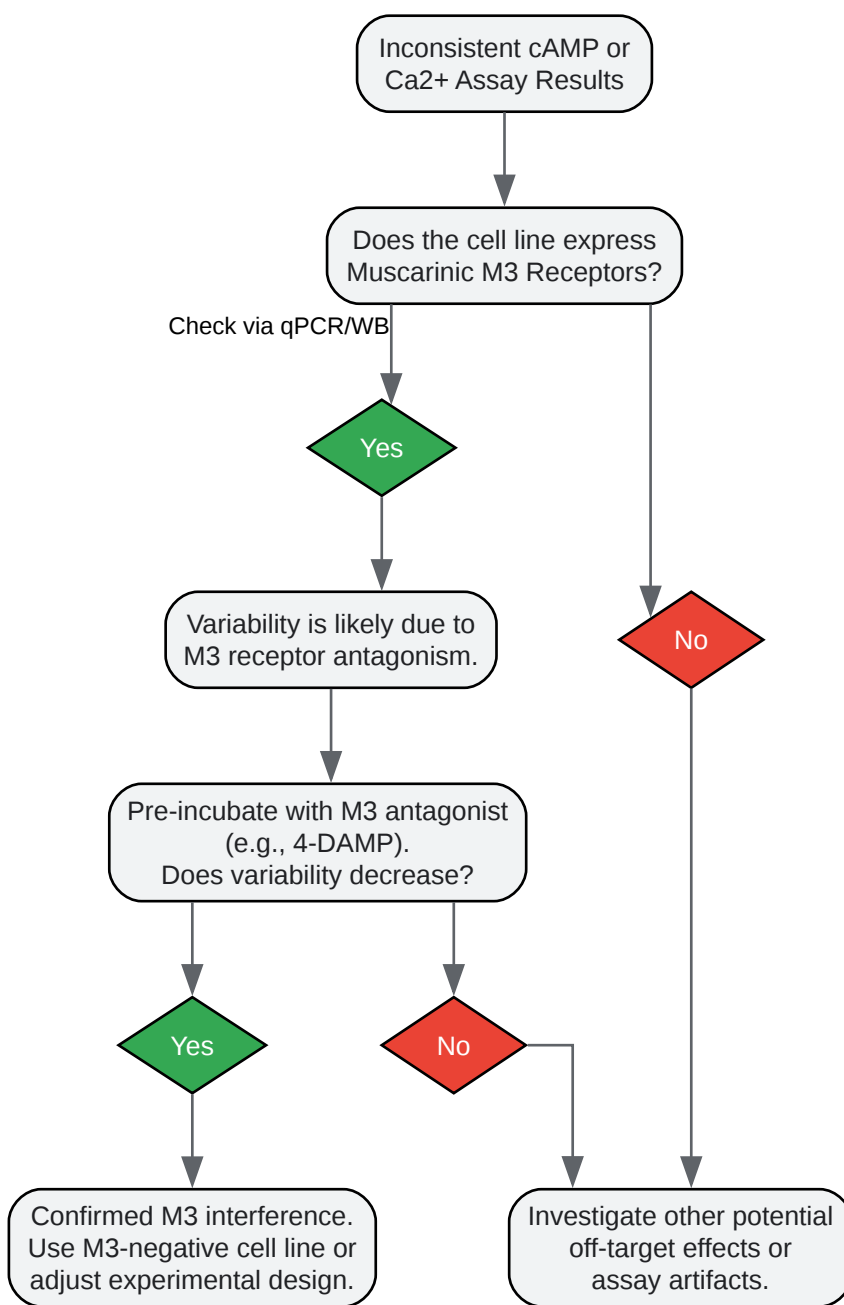 Inconsistent cAMP or
Ca2+ Assay Results
Does the cell line express
Muscarinic M3 Receptors?
Check via qPCR/WB
Yes
Variability is likely due to
M3 receptor antagonism.
No
Pre-incubate with M3 antagonist
(e.g., 4-DAMP).
Does variability decrease?
Yes
No
Confirmed M3 interference.
Use M3-negative cell line or
adjust experimental design.
Investigate other potential
off-target effects or
assay artifacts.